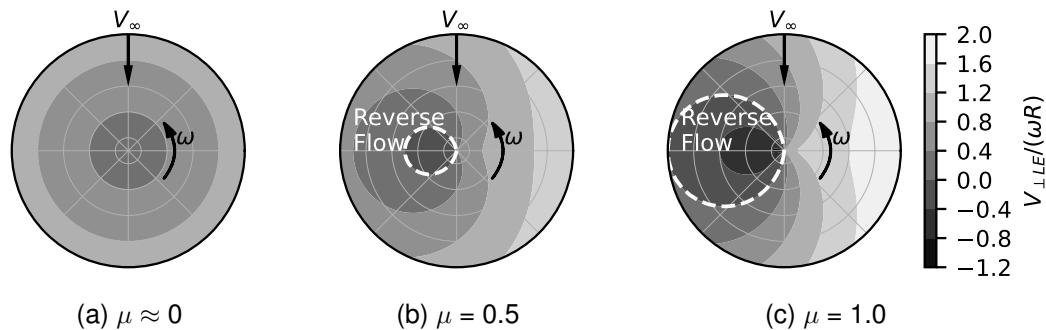 V∞
ω
(a) μ ≈ 0
V∞
Reverse
Flow
ω
(b) μ = 0.5
V∞
Reverse
Flow
ω
(c) μ = 1.0
2.0
1.6
1.2
0.8
0.4
0.0
−0.4
−0.8
−1.2
V⊥LE/(ωR)